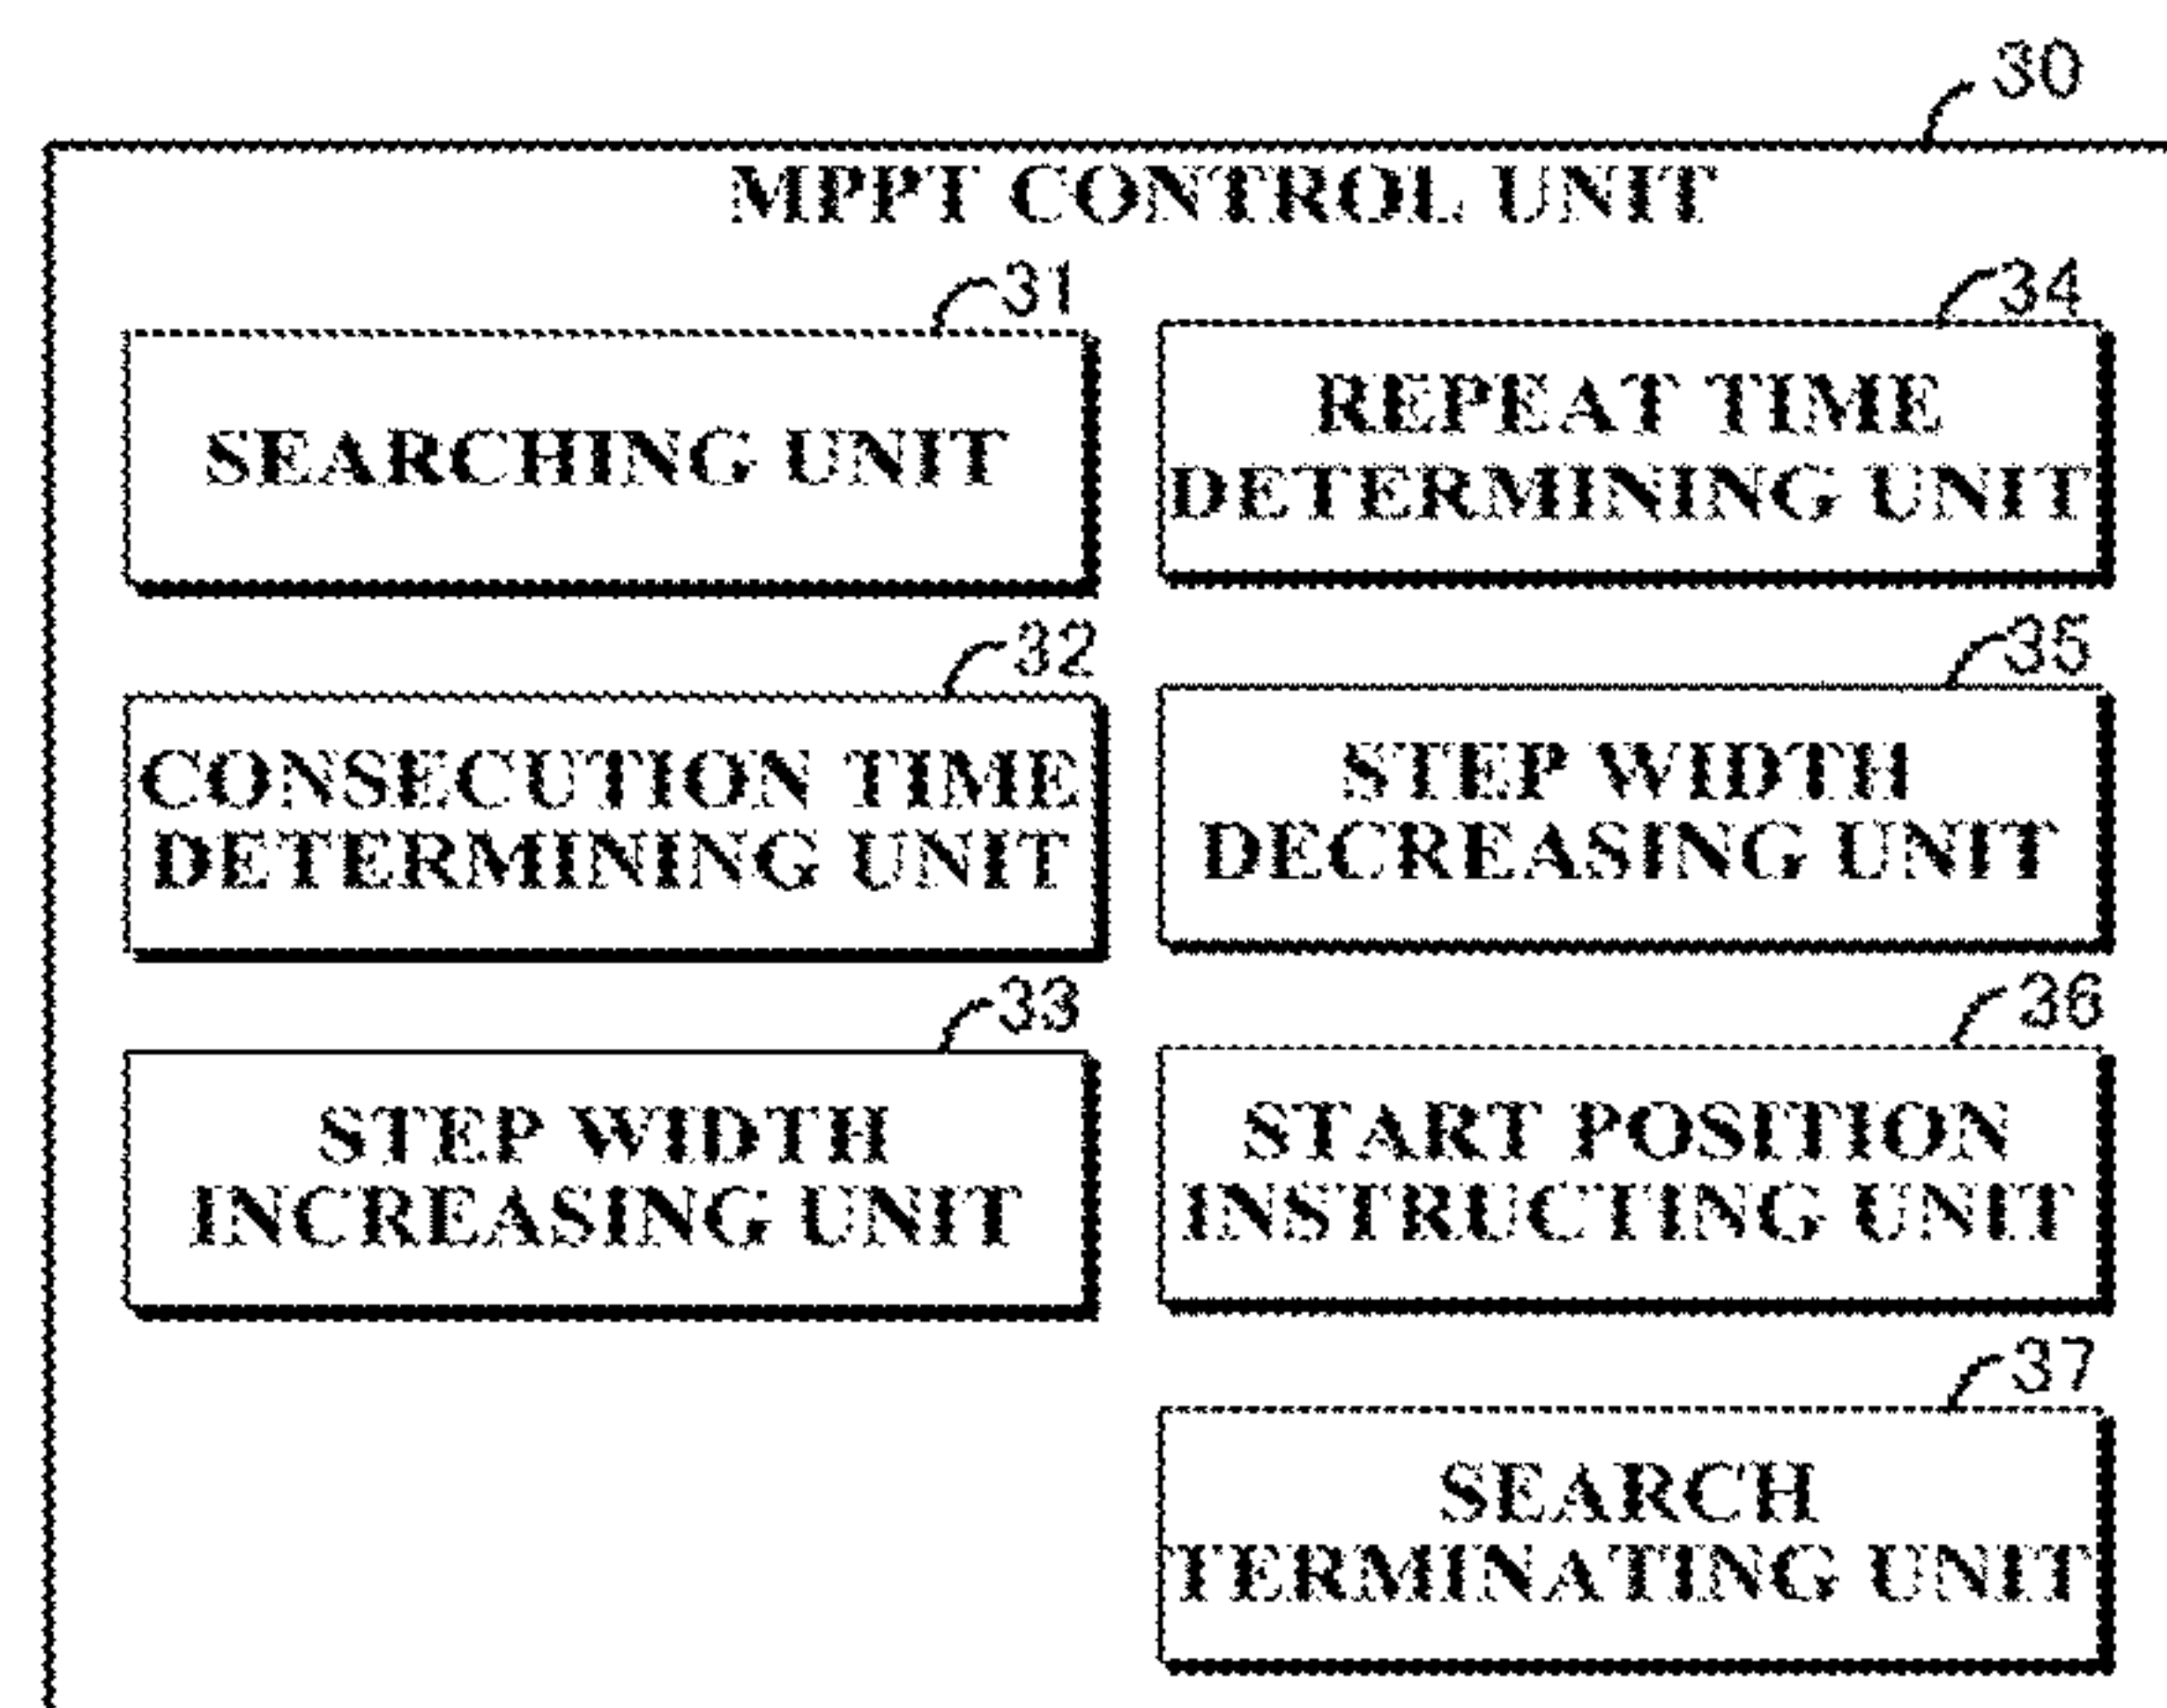 30
MPPT CONTROL UNIT
31
SEARCHING UNIT
32
CONSECUTION TIME
DETERMINING UNIT
33
STEP WIDTH
INCREASING UNIT
34
REPEAT TIME
DETERMINING UNIT
35
STEP WIDTH
DECREASING UNIT
36
START POSITION
INSTRUCTING UNIT
37
SEARCH
TERMINATING UNIT